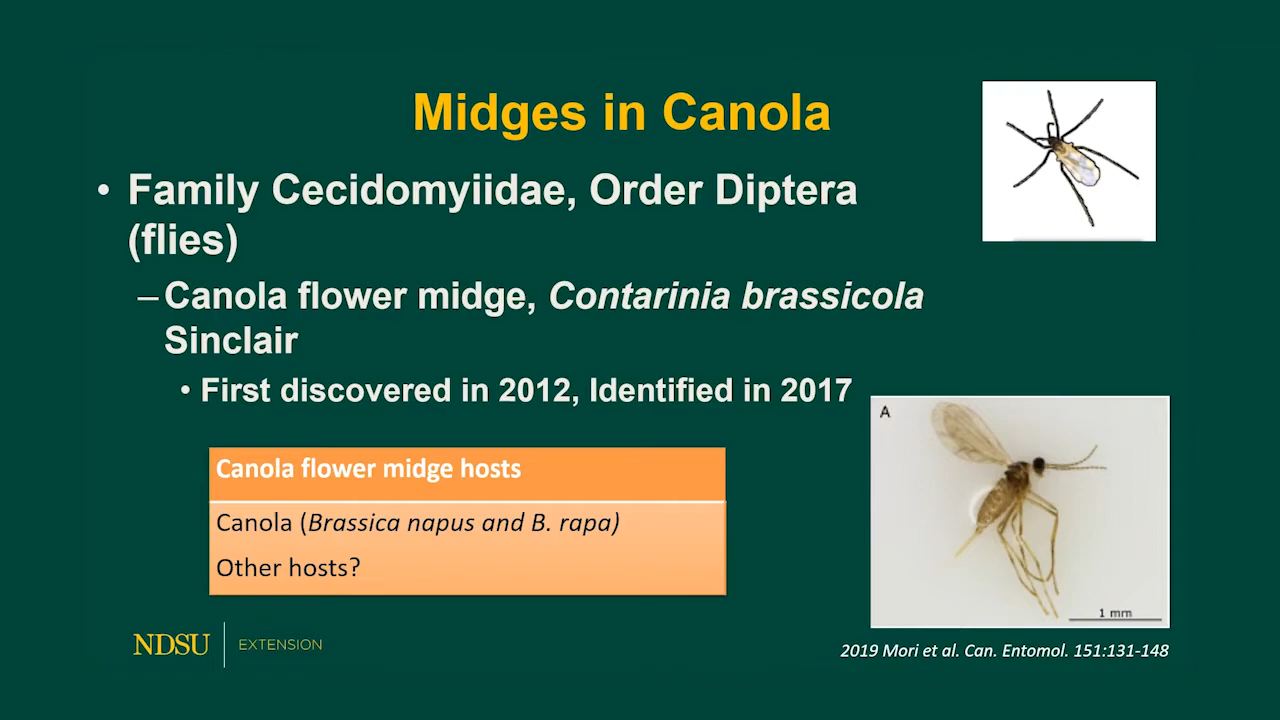 Midges in Canola
• Family Cecidomyiidae, Order Diptera
(flies)
– Canola flower midge, Contarinia brassicola
Sinclair
• First discovered in 2012, Identified in 2017
Canola flower midge hosts
Canola (Brassica napus and B. rapa)
Other hosts?
A
1 mm
NDSU EXTENSION
2019 Mori et al. Can. Entomol. 151:131-148